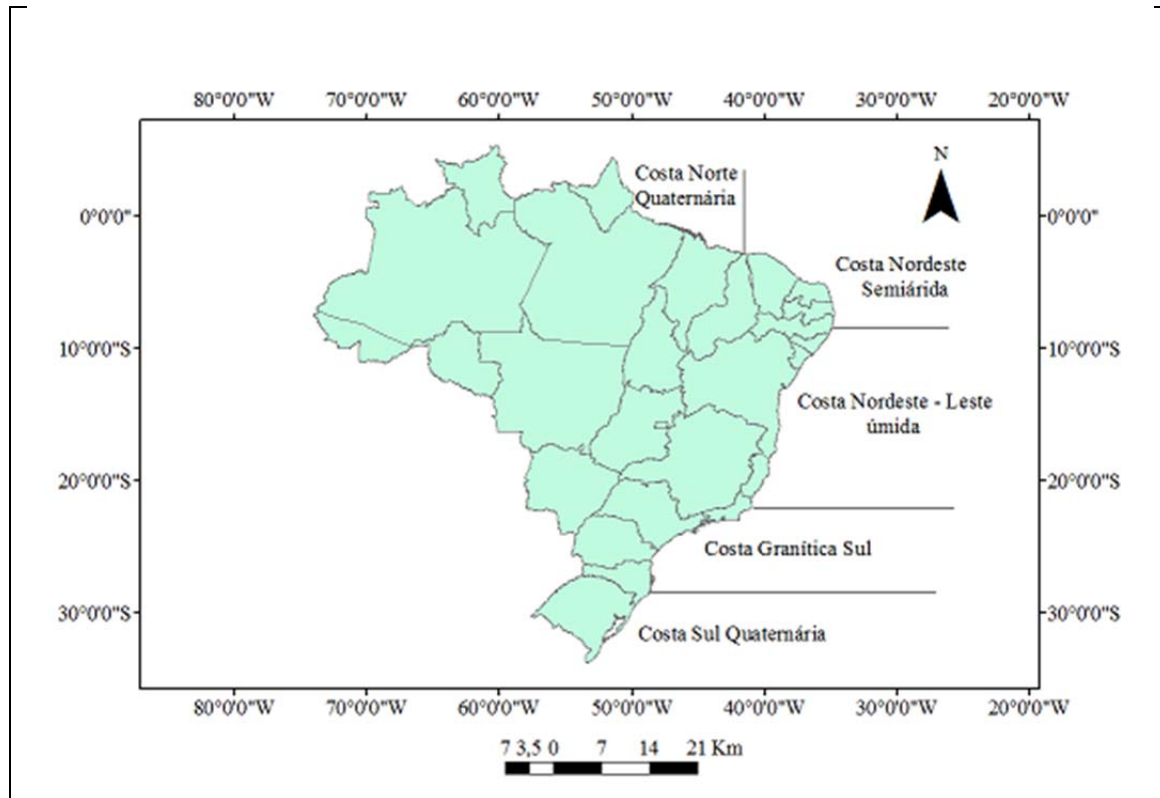 80°0'0"W 70°0'0"W 60°0'0"W 50°0'0"W 40°0'0"W 30°0'0"W 20°0'0"W
N
Costa Norte
Quaternária
0°0'0" 0°0'0"
Costa Nordeste
Semiárida
10°0'0"S 10°0'0"S
Costa Nordeste - Leste
úmida
20°0'0"S 20°0'0"S
Costa Granítica Sul
30°0'0"S 30°0'0"S
Costa Sul Quaternária
80°0'0"W 70°0'0"W 60°0'0"W 50°0'0"W 40°0'0"W 30°0'0"W 20°0'0"W
7 3,5 0 7 14 21 Km